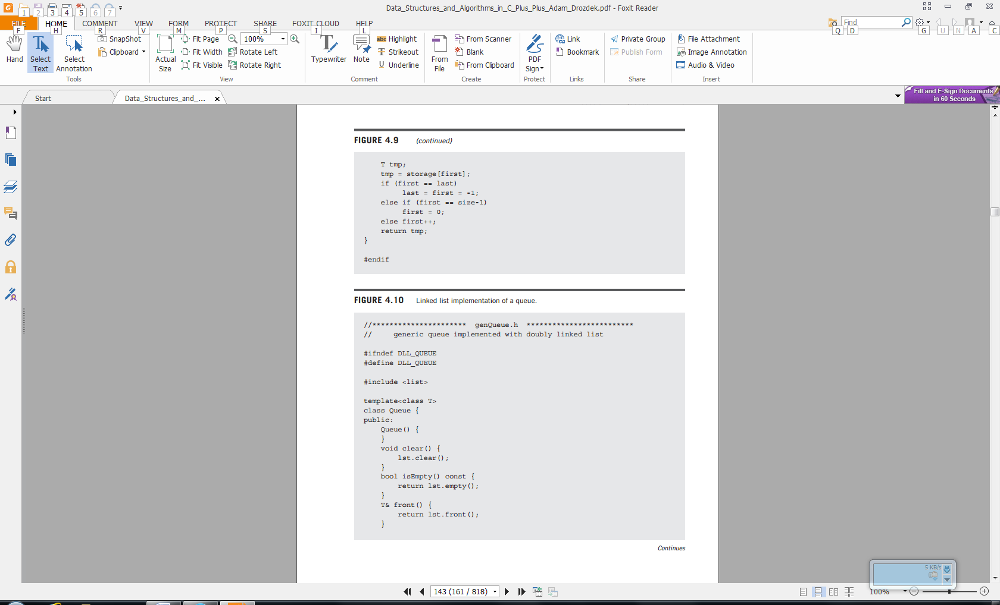 Data_Structures_and_Algorithms_in_C_Plus_Plus_Adam_Drozdek.pdf - Foxit Reader
1 2 3 4 5 6 7
FILE HOME COMMENT VIEW FORM PROTECT SHARE FOXIT CLOUD HELP
Find
F H R V M P S I L Q D G U N A C
Hand
Select Text
Select Annotation
SnapShot
Clipboard
Tools
Actual Size
Fit Page
Fit Width
Fit Visible
100%
Rotate Left
Rotate Right
View
Typewriter
Note
abc Highlight
T Strikeout
U Underline
Comment
From File
From Scanner
Blank
From Clipboard
Create
PDF Sign
Protect
Link
Bookmark
Links
Private Group
Publish Form
Share
File Attachment
Image Annotation
Audio & Video
Insert
Start
Data_Structures_and_...
Fill and E-Sign Documents
in 60 Seconds
FIGURE 4.9 (continued)
T tmp;
tmp = storage[first];
if (first == last)
last = first = -1;
else if (first == size-1)
first = 0;
else first++;
return tmp;
}
#endif
FIGURE 4.10 Linked list implementation of a queue.
//********************** genQueue.h *************************
// generic queue implemented with doubly linked list
#ifndef DLL_QUEUE
#define DLL_QUEUE
#include <list>
template<class T>
class Queue {
public:
Queue() {
}
void clear() {
lst.clear();
}
bool isEmpty() const {
return lst.empty();
}
T& front() {
return lst.front();
}
Continues
5 KB/s
143 (161 / 818)
100%